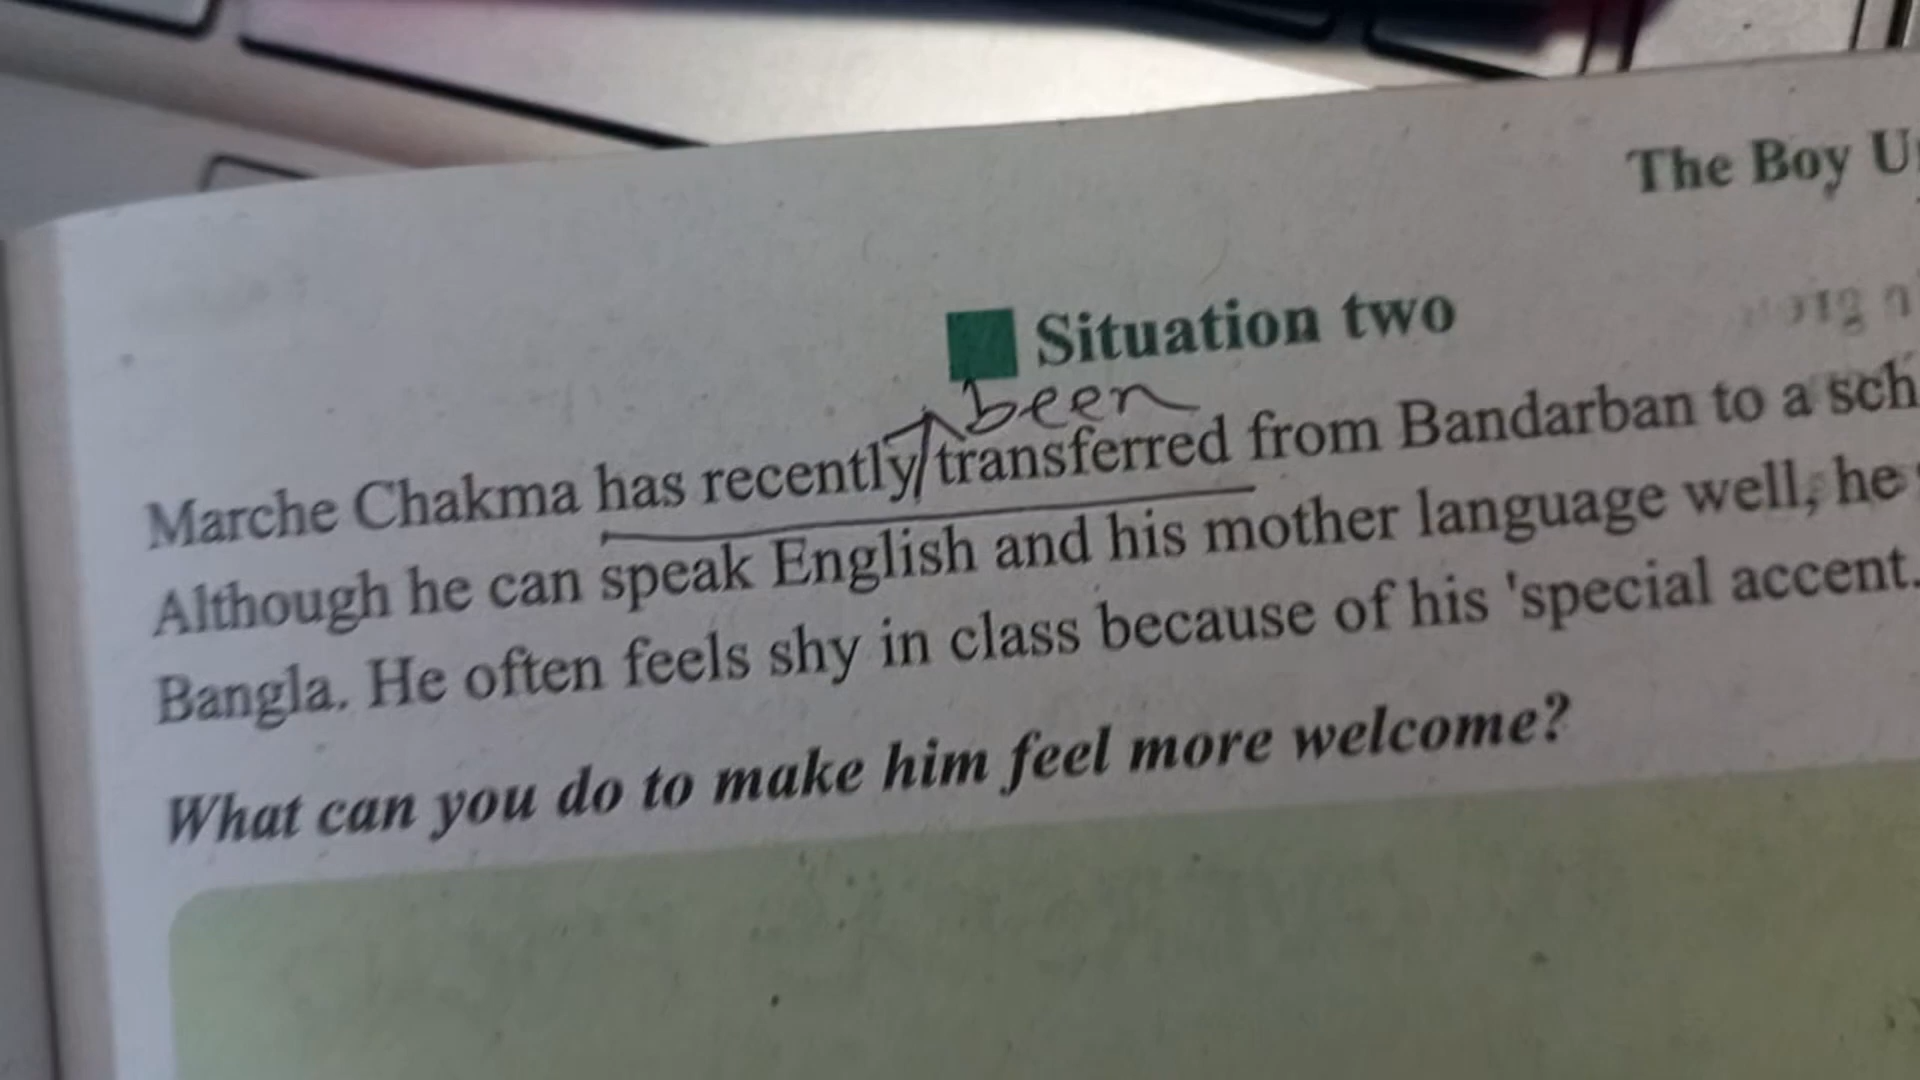 The Boy
Situation two
been
Marche Chakma has recently transferred from Bandarban to a
Although he can speak English and his mother language well, he
Bangla. He often feels shy in class because of his 'special accent.
What can you do to make him feel more welcome?